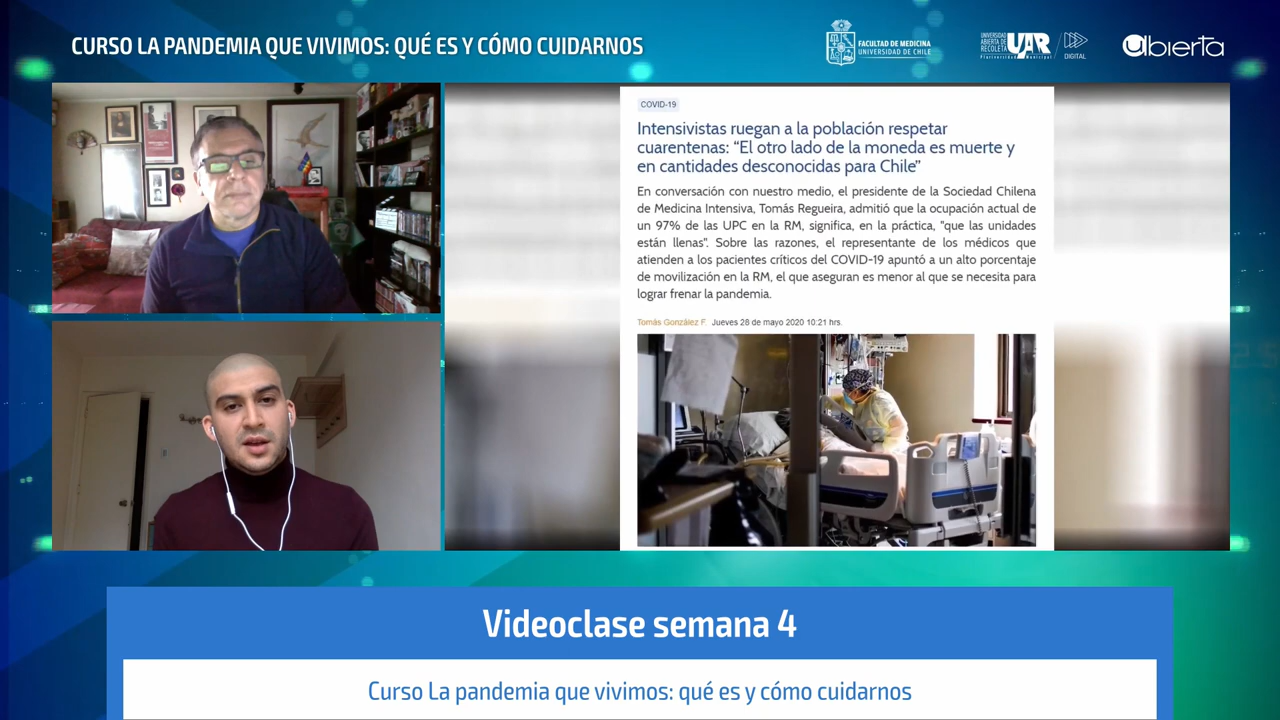 CURSO LA PANDEMIA QUE VIVIMOS: QUÉ ES Y CÓMO CUIDARNOS
FACULTAD DE MEDICINA
UNIVERSIDAD DE CHILE
UNIVERSIDAD
ABIERTA DE
RECOLETA
UAR
Pluriversidad Municipal
DIGITAL
uabierta
COVID-19
Intensivistas ruegan a la población respetar
cuarentenas: “El otro lado de la moneda es muerte y
en cantidades desconocidas para Chile”
En conversación con nuestro medio, el presidente de la Sociedad Chilena
de Medicina Intensiva, Tomás Regueira, admitió que la ocupación actual de
un 97% de las UPC en la RM, significa, en la práctica, "que las unidades
están llenas". Sobre las razones, el representante de los médicos que
atienden a los pacientes críticos del COVID-19 apuntó a un alto porcentaje
de movilización en la RM, el que aseguran es menor al que se necesita para
lograr frenar la pandemia.
Tomás González F. Jueves 28 de mayo 2020 10:21 hrs.
Videoclase semana 4
Curso La pandemia que vivimos: qué es y cómo cuidarnos